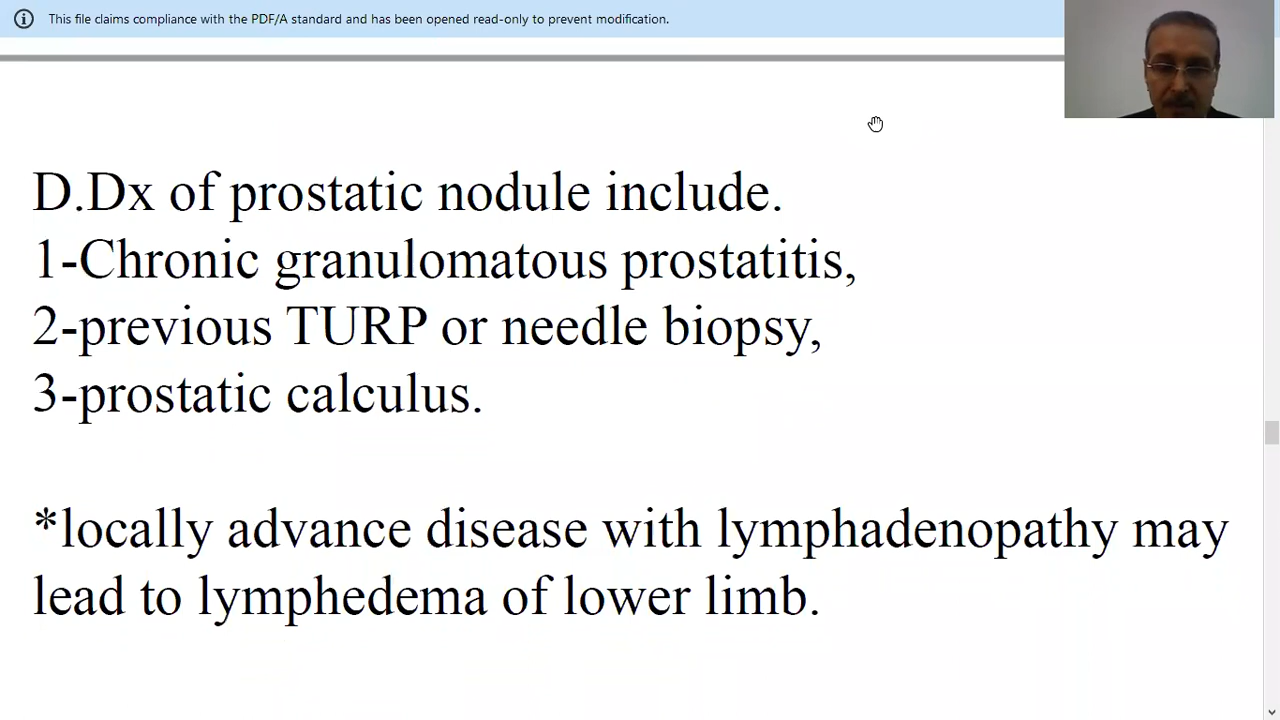 This file claims compliance with the PDF/A standard and has been opened read-only to prevent modification.
D.Dx of prostatic nodule include.
1-Chronic granulomatous prostatitis,
2-previous TURP or needle biopsy,
3-prostatic calculus.
*locally advance disease with lymphadenopathy may
lead to lymphedema of lower limb.